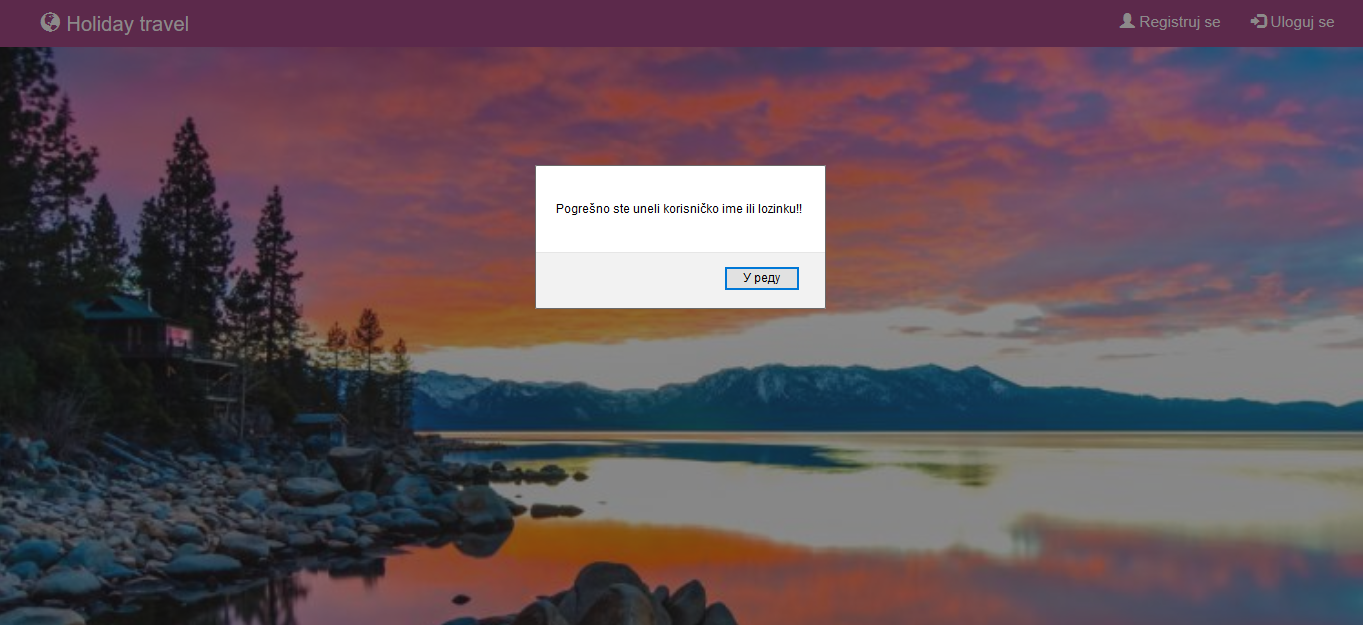 Holiday travel
Registruj se
Uloguj se
Pogrešno ste uneli korisničko ime ili lozinku!!
У реду